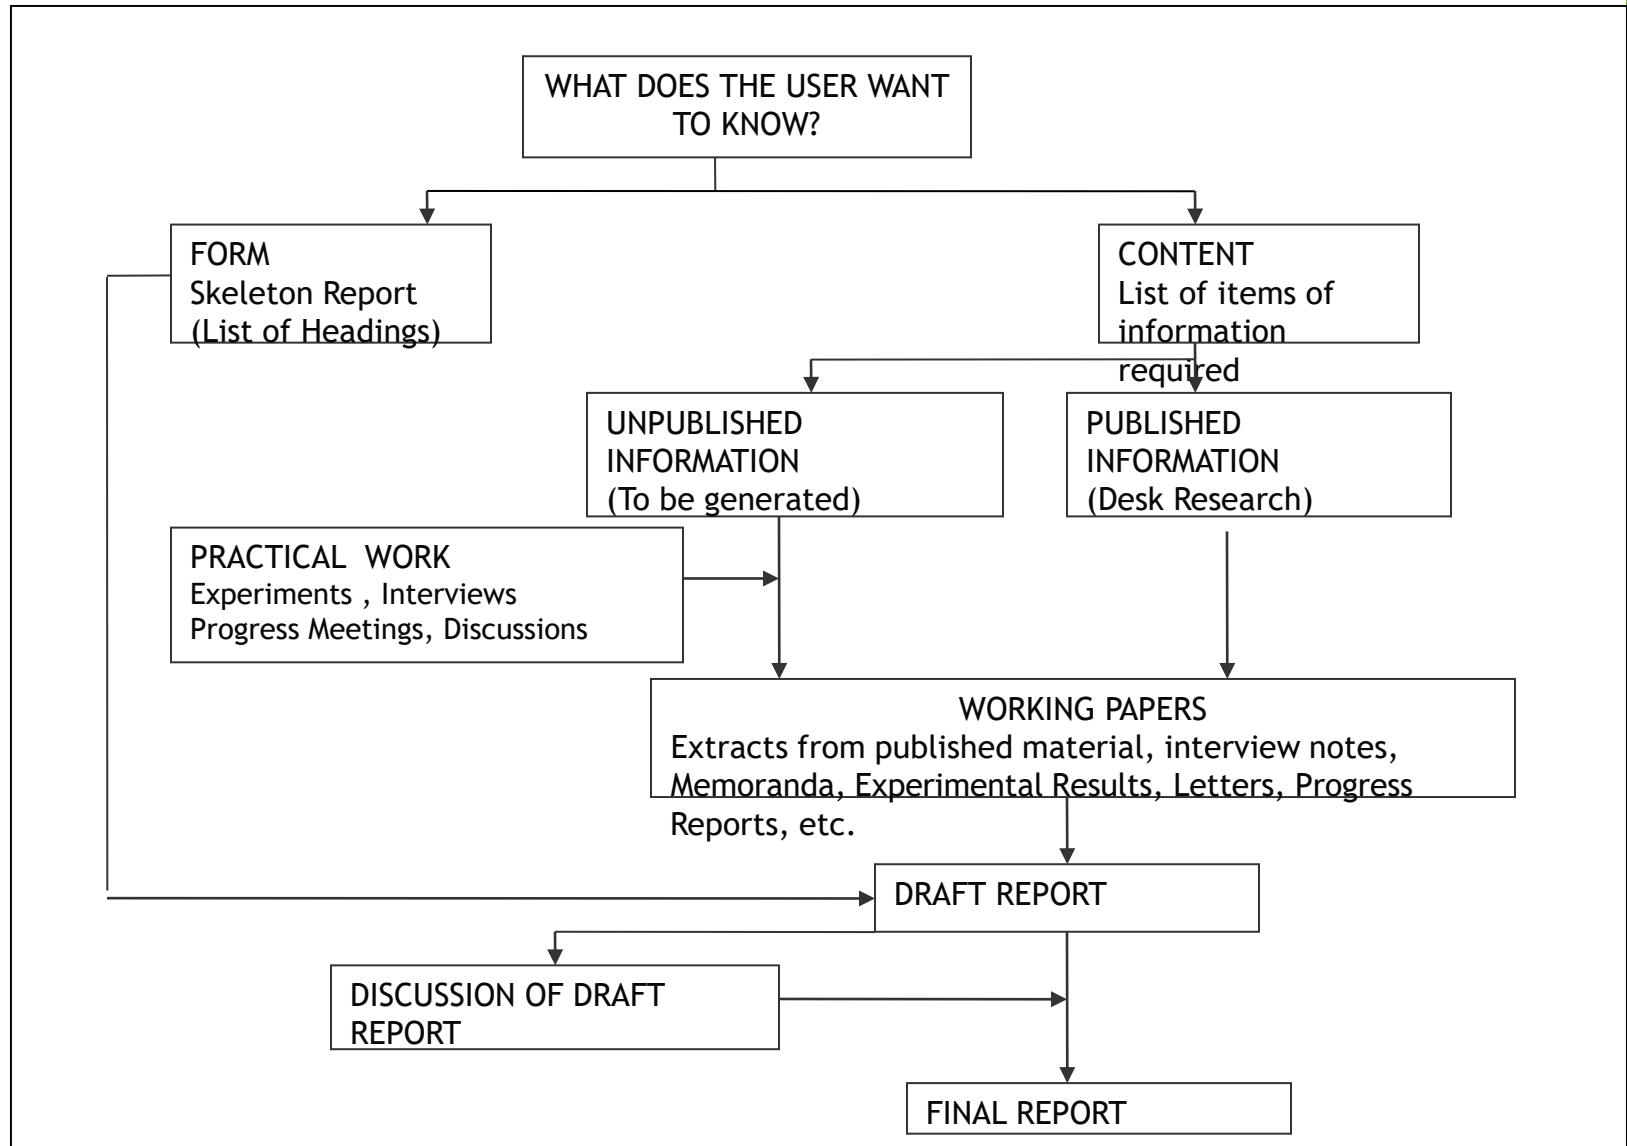 WHAT DOES THE USER WANT
TO KNOW?
FORM
Skeleton Report
(List of Headings)
CONTENT
List of items of
information
required
UNPUBLISHED
INFORMATION
(To be generated)
PUBLISHED
INFORMATION
(Desk Research)
PRACTICAL  WORK
Experiments , Interviews
Progress Meetings, Discussions
WORKING PAPERS
Extracts from published material, interview notes,
Memoranda, Experimental Results, Letters, Progress
Reports, etc.
DRAFT REPORT
DISCUSSION OF DRAFT
REPORT
FINAL REPORT